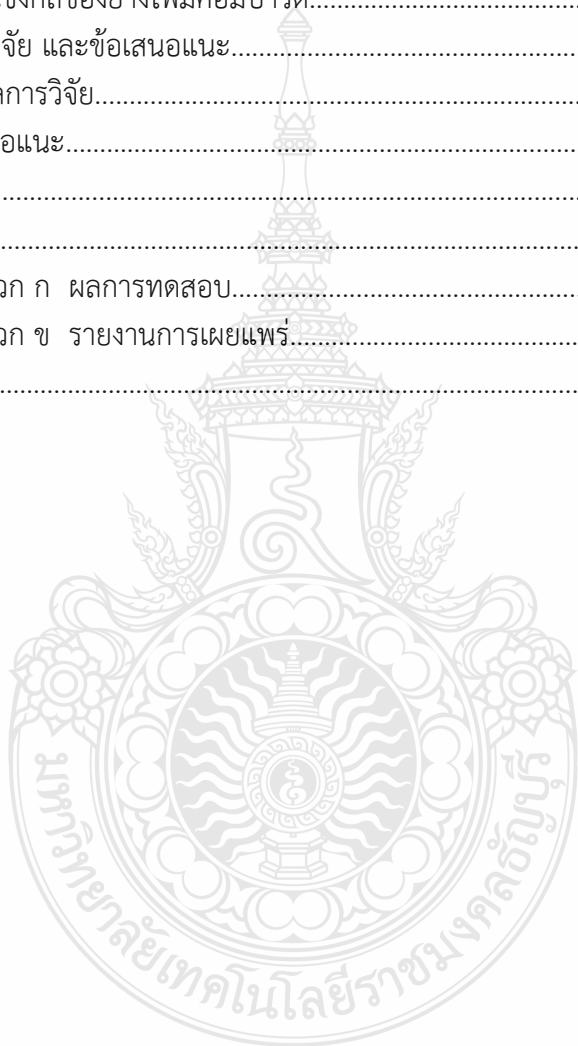 จัย และข้อเสนอแนะ..........................................................
ลการวิจัย..........................................................
อแนะ..........................................................
..........................................................
..........................................................
วก ก  ผลการทดสอบ..........................................................
วก ข  รายงานการเผยแพร่..........................................................
..........................................................
มหาวิทยาลัยเทคโนโลยีราชมงคลธัญบุรี